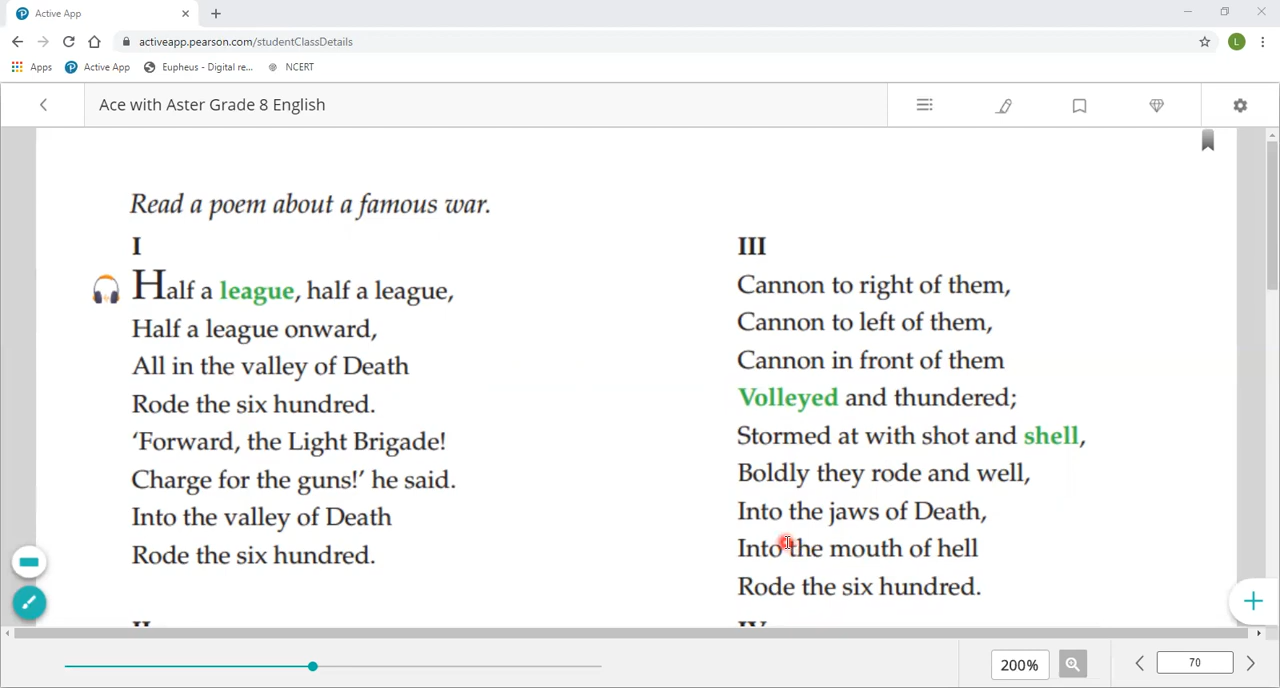 Active App
activeapp.pearson.com/studentClassDetails
L
Apps
Active App
Eupheus - Digital re...
NCERT
Ace with Aster Grade 8 English
Read a poem about a famous war.
I
Half a league, half a league,
Half a league onward,
All in the valley of Death
Rode the six hundred.
‘Forward, the Light Brigade!
Charge for the guns!’ he said.
Into the valley of Death
Rode the six hundred.
III
Cannon to right of them,
Cannon to left of them,
Cannon in front of them
Volleyed and thundered;
Stormed at with shot and shell,
Boldly they rode and well,
Into the jaws of Death,
Into the mouth of hell
Rode the six hundred.
200%
70